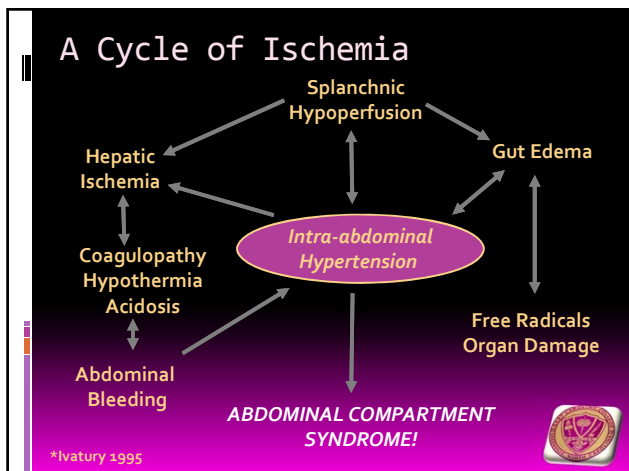 A Cycle of Ischemia
Splanchnic
Hypoperfusion
Hepatic
Ischemia
Gut Edema
Intra-abdominal
Hypertension
Coagulopathy
Hypothermia
Acidosis
Free Radicals
Organ Damage
Abdominal
Bleeding
ABDOMINAL COMPARTMENT
SYNDROME!
*Ivatury 1995